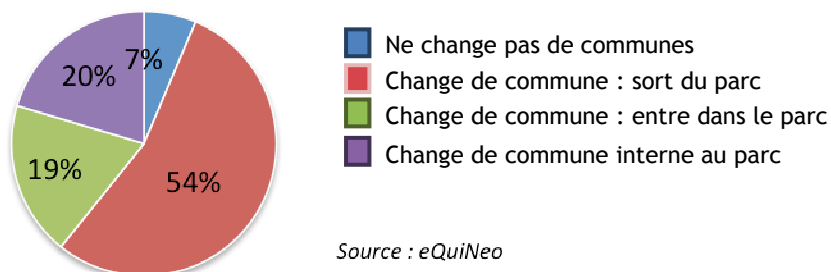 7%
20%
19%
54%
Ne change pas de communes
Change de commune : sort du parc
Change de commune : entre dans le parc
Change de commune interne au parc
Source : eQuiNeo